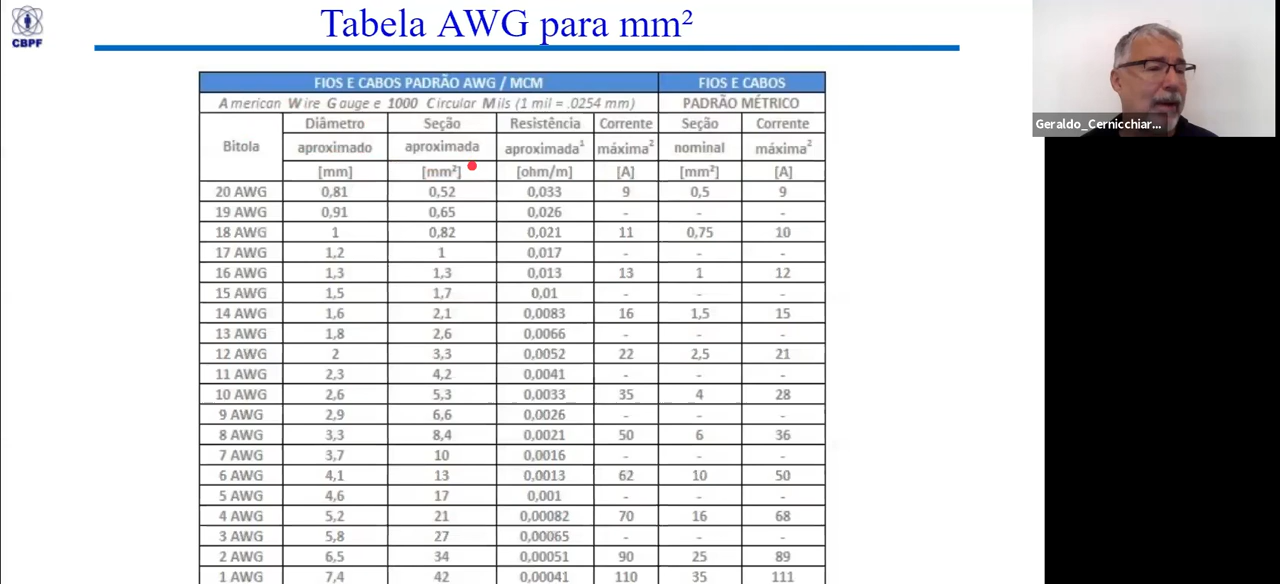 Tabela AWG para mm²
CBPF
Geraldo_Cernicchiar...
FIOS E CABOS PADRÃO AWG / MCM FIOS E CABOS
American Wire Gauge e 1000 Circular Mils (1 mil = .0254 mm) PADRÃO MÉTRICO
Bitola Diâmetro aproximado [mm] Seção aproximada [mm²] Resistência aproximada¹ [ohm/m] Corrente máxima² [A] Seção nominal [mm²] Corrente máxima² [A]
20 AWG 0,81 0,52 0,033 9 0,5 9
19 AWG 0,91 0,65 0,026 - - -
18 AWG 1 0,82 0,021 11 0,75 10
17 AWG 1,2 1 0,017 - - -
16 AWG 1,3 1,3 0,013 13 1 12
15 AWG 1,5 1,7 0,01 - - -
14 AWG 1,6 2,1 0,0083 16 1,5 15
13 AWG 1,8 2,6 0,0066 - - -
12 AWG 2 3,3 0,0052 22 2,5 21
11 AWG 2,3 4,2 0,0041 - - -
10 AWG 2,6 5,3 0,0033 35 4 28
9 AWG 2,9 6,6 0,0026 - - -
8 AWG 3,3 8,4 0,0021 50 6 36
7 AWG 3,7 10 0,0016 - - -
6 AWG 4,1 13 0,0013 62 10 50
5 AWG 4,6 17 0,001 - - -
4 AWG 5,2 21 0,00082 70 16 68
3 AWG 5,8 27 0,00065 - - -
2 AWG 6,5 34 0,00051 90 25 89
1 AWG 7,4 42 0,00041 110 35 111